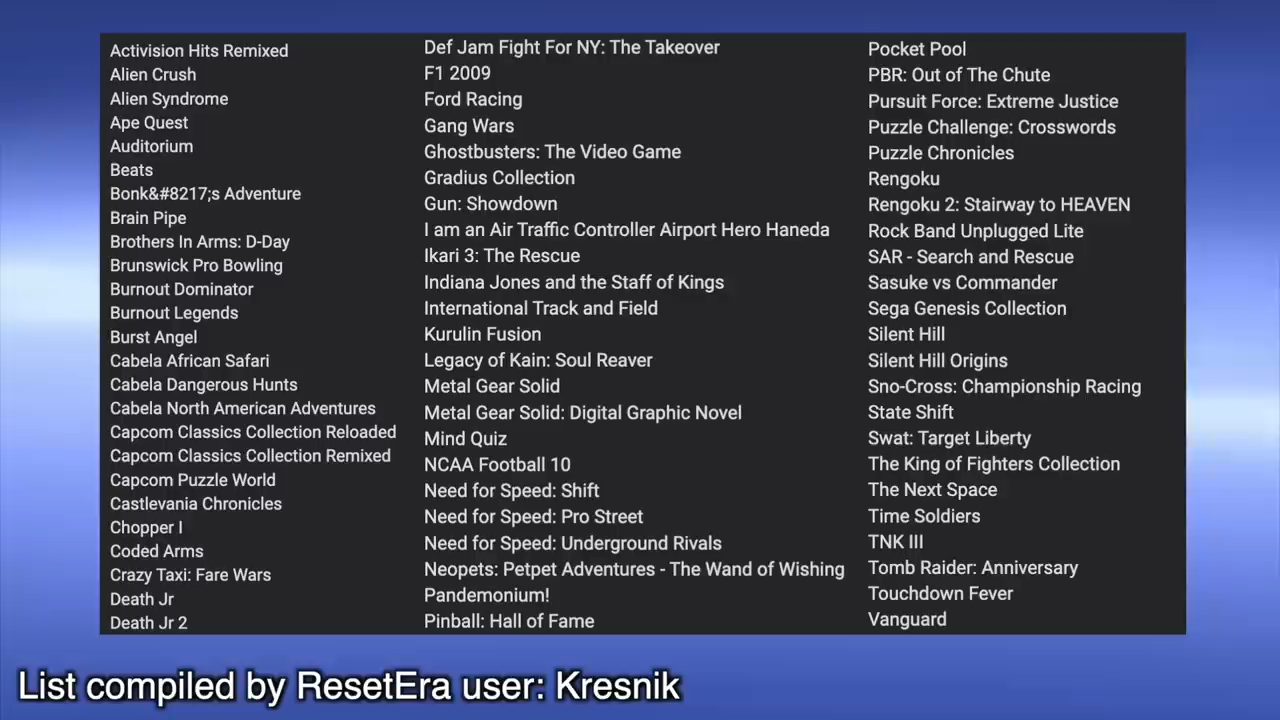 Activision Hits Remixed
Alien Crush
Alien Syndrome
Ape Quest
Auditorium
Beats
Bonk&#8217;s Adventure
Brain Pipe
Brothers In Arms: D-Day
Brunswick Pro Bowling
Burnout Dominator
Burnout Legends
Burst Angel
Cabela African Safari
Cabela Dangerous Hunts
Cabela North American Adventures
Capcom Classics Collection Reloaded
Capcom Classics Collection Remixed
Capcom Puzzle World
Castlevania Chronicles
Chopper I
Coded Arms
Crazy Taxi: Fare Wars
Death Jr
Death Jr 2
Def Jam Fight For NY: The Takeover
F1 2009
Ford Racing
Gang Wars
Ghostbusters: The Video Game
Gradius Collection
Gun: Showdown
I am an Air Traffic Controller Airport Hero Haneda
Ikari 3: The Rescue
Indiana Jones and the Staff of Kings
International Track and Field
Kurulin Fusion
Legacy of Kain: Soul Reaver
Metal Gear Solid
Metal Gear Solid: Digital Graphic Novel
Mind Quiz
NCAA Football 10
Need for Speed: Shift
Need for Speed: Pro Street
Need for Speed: Underground Rivals
Neopets: Petpet Adventures - The Wand of Wishing
Pandemonium!
Pinball: Hall of Fame
Pocket Pool
PBR: Out of The Chute
Pursuit Force: Extreme Justice
Puzzle Challenge: Crosswords
Puzzle Chronicles
Rengoku
Rengoku 2: Stairway to HEAVEN
Rock Band Unplugged Lite
SAR - Search and Rescue
Sasuke vs Commander
Sega Genesis Collection
Silent Hill
Silent Hill Origins
Sno-Cross: Championship Racing
State Shift
Swat: Target Liberty
The King of Fighters Collection
The Next Space
Time Soldiers
TNK III
Tomb Raider: Anniversary
Touchdown Fever
Vanguard
List compiled by ResetEra user: Kresnik